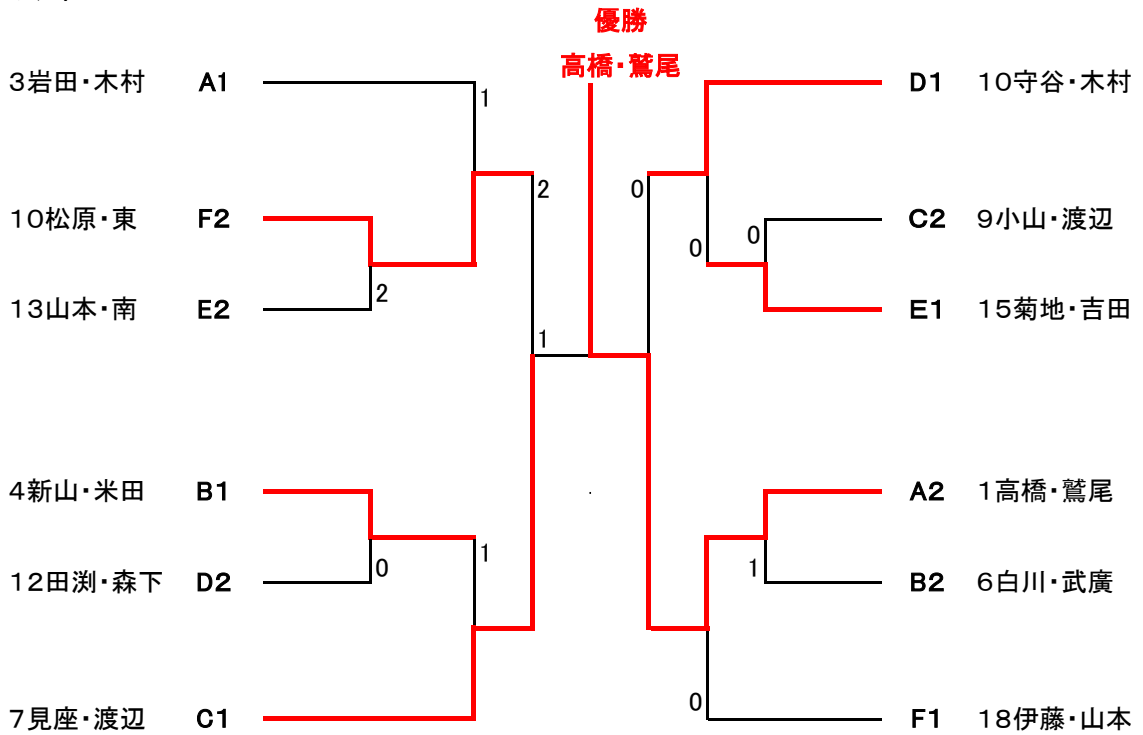 優勝
高橋・鷲尾
3岩田・木村 A1
1
D1 10守谷・木村
2
0
10松原・東 F2
C2 9小山・渡辺
0
0
2
13山本・南 E2
E1 15菊地・吉田
1
4新山・米田 B1
A2 1高橋・鷲尾
1
0
1
12田渕・森下 D2
B2 6白川・武廣
0
7見座・渡辺 C1
F1 18伊藤・山本